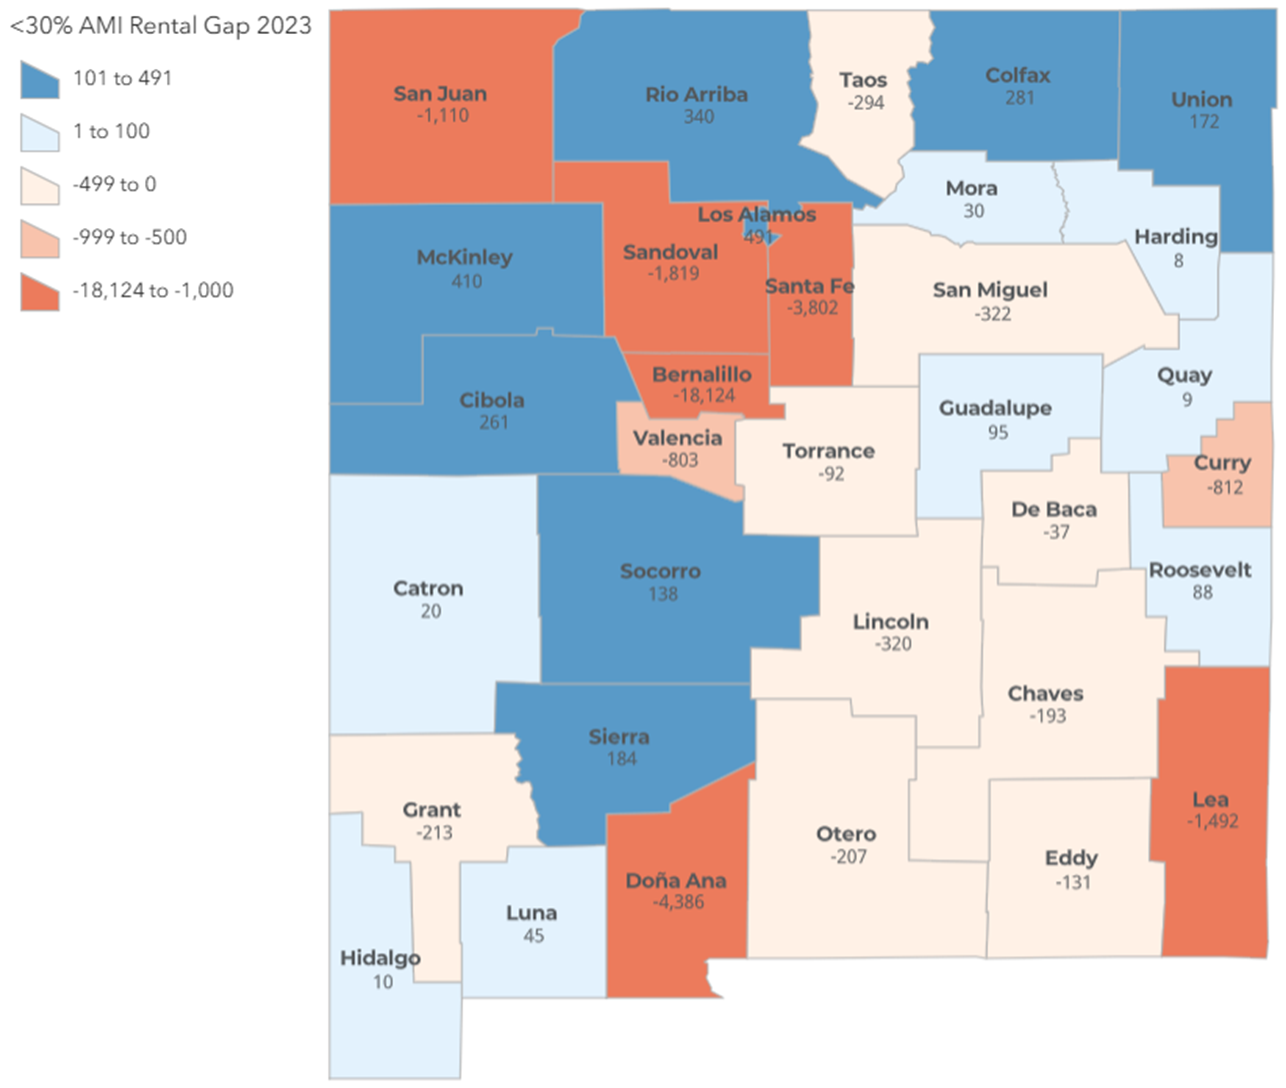 <30% AMI Rental Gap 2023
101 to 491
1 to 100
-499 to 0
-999 to -500
-18,124 to -1,000
San Juan
-1,110
Rio Arriba
340
Taos
-294
Colfax
281
Union
172
Mora
30
Harding
8
Los Alamos
491
McKinley
410
Sandoval
-1,819
Santa Fe
-3,802
San Miguel
-322
Quay
9
Bernalillo
-18,124
Cibola
261
Guadalupe
95
Valencia
-803
Torrance
-92
Curry
-812
De Baca
-37
Roosevelt
88
Catron
20
Socorro
138
Lincoln
-320
Chaves
-193
Sierra
184
Lea
-1,492
Grant
-213
Otero
-207
Eddy
-131
Doña Ana
-4,386
Luna
45
Hidalgo
10